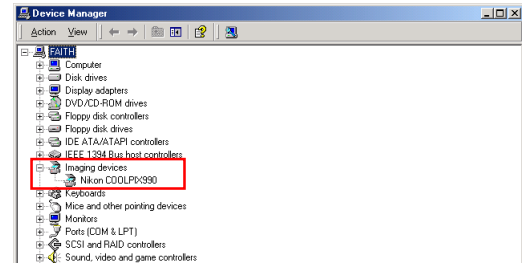 Device Manager
Action View
FAITH
Computer
Disk drives
Display adapters
DVD/CD-ROM drives
Floppy disk controllers
Floppy disk drives
IDE ATA/ATAPI controllers
IEEE 1394 Bus host controllers
Imaging devices
Nikon COOLPIX990
Keyboards
Mice and other pointing devices
Monitors
Ports (COM & LPT)
SCSI and RAID controllers
Sound, video and game controllers